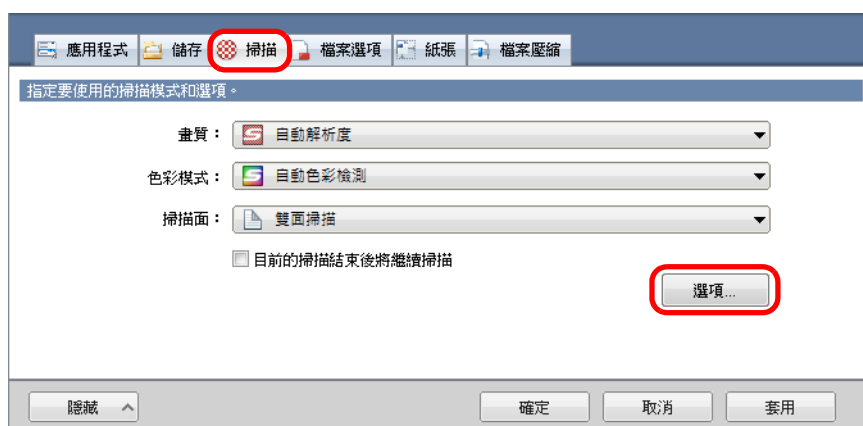 應用程式 儲存 掃描 檔案選項 紙張 檔案壓縮
指定要使用的掃描模式和選項。
畫質： 自動解析度
色彩模式： 自動色彩檢測
掃描面： 雙面掃描
目前的掃描結束後將繼續掃描
選項...
隱藏 確定 取消 套用